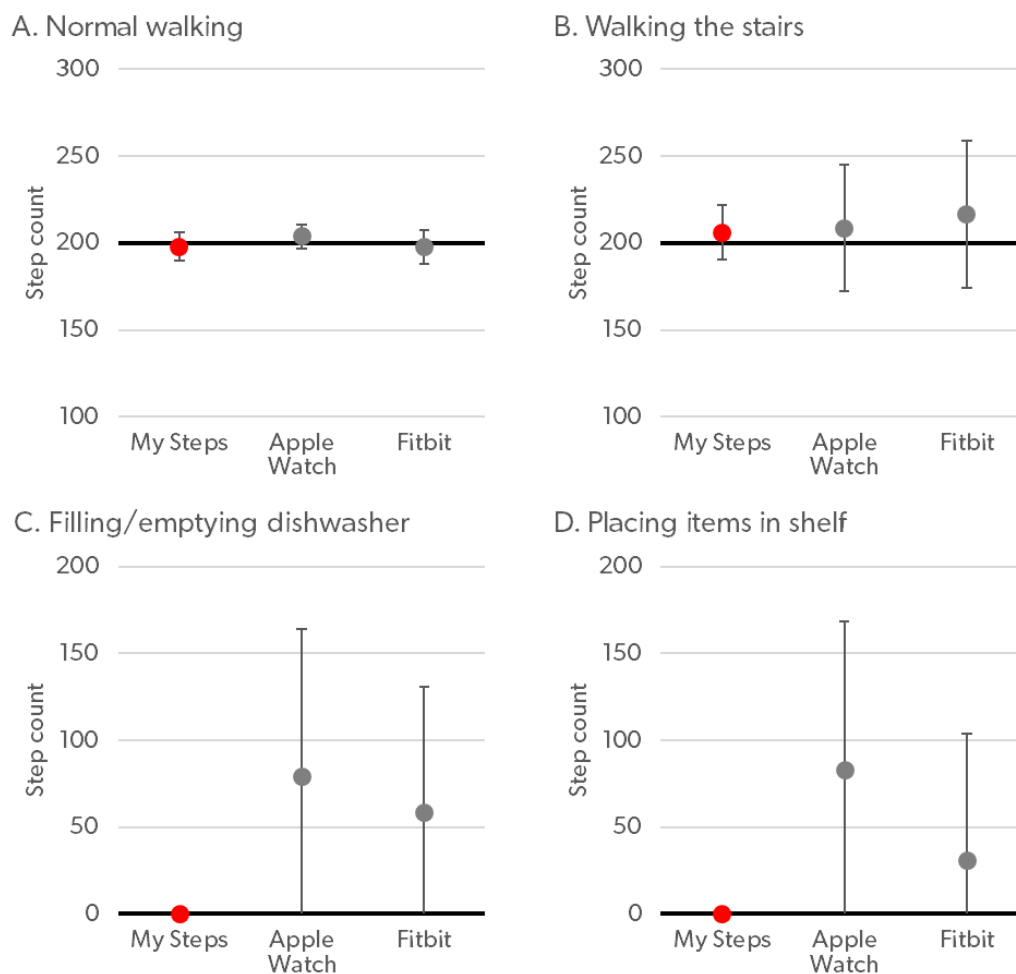 A. Normal walking
300
250
200
150
100
Step count
My Steps
Apple
Watch
Fitbit
B. Walking the stairs
300
250
200
150
100
Step count
My Steps
Apple
Watch
Fitbit
C. Filling/emptying dishwasher
200
150
100
50
0
Step count
My Steps
Apple
Watch
Fitbit
D. Placing items in shelf
200
150
100
50
0
Step count
My Steps
Apple
Watch
Fitbit